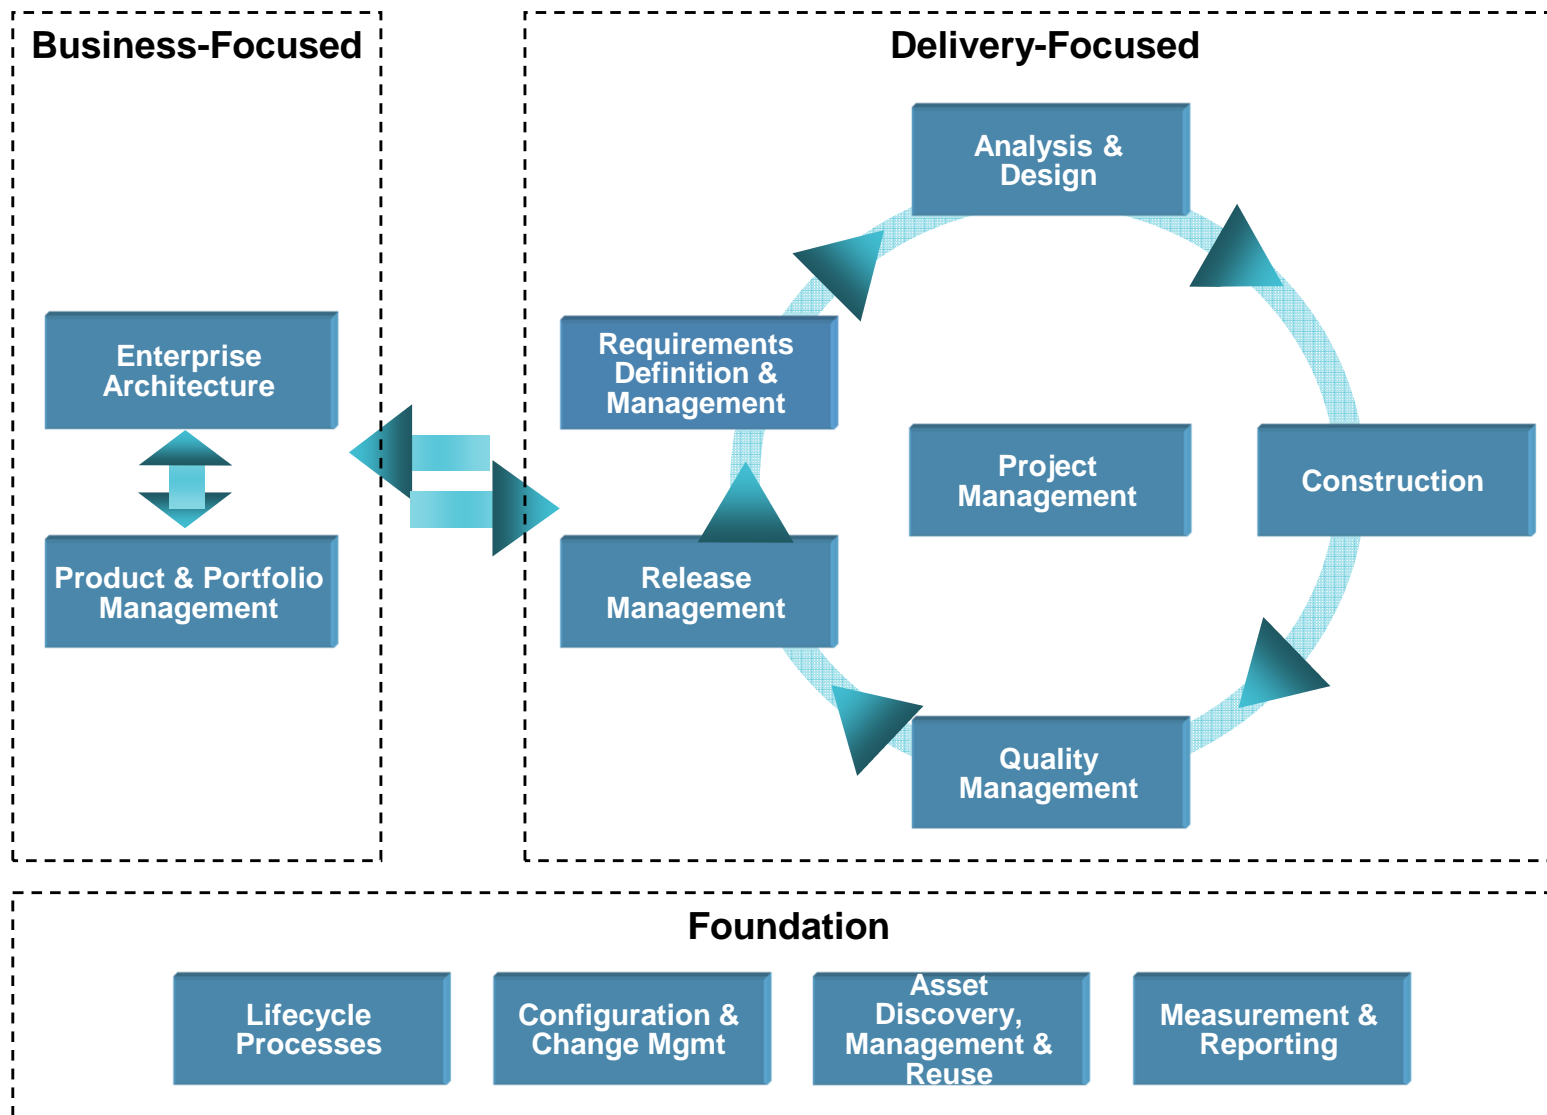 Business-Focused
Delivery-Focused
Analysis &
Design
Enterprise
Architecture
Requirements
Definition &
Management
Project
Management
Construction
Product & Portfolio
Management
Release
Management
Quality
Management
Foundation
Lifecycle
Processes
Configuration &
Change Mgmt
Asset
Discovery,
Management &
Reuse
Measurement &
Reporting